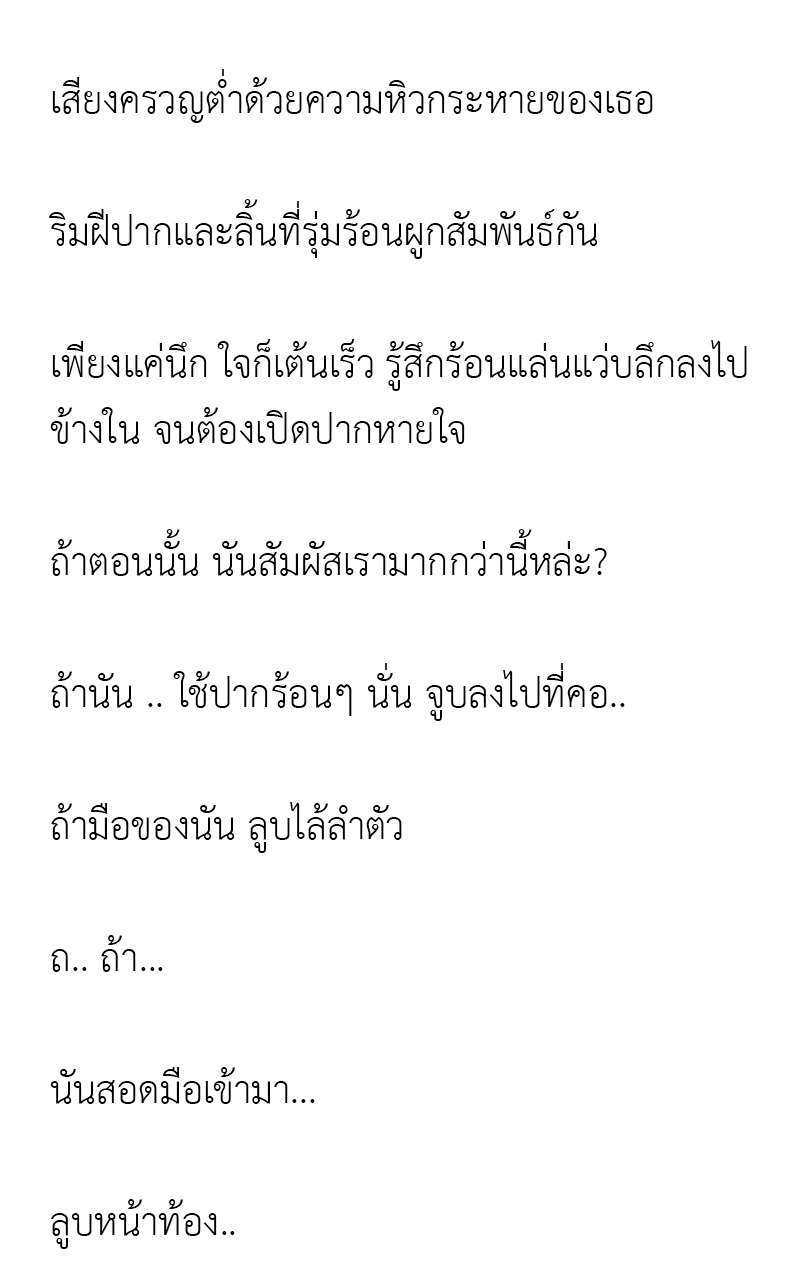 เสียงครวญต่ำด้วยความหิวกระหายของเธอ
ริมฝีปากและลิ้นที่รุ่มร้อนผูกสัมพันธ์กัน
เพียงแค่นึก ใจก็เต้นเร็ว รู้สึกร้อนแล่นแว่บลึกลงไป
ข้างใน จนต้องเปิดปากหายใจ
ถ้าตอนนั้น นันสัมผัสเรามากกว่านี้หล่ะ?
ถ้านัน .. ใช้ปากร้อนๆ นั่น จูบลงไปที่คอ..
ถ้ามือของนัน ลูบไล้ลำตัว
ถ.. ถ้า...
นันสอดมือเข้ามา...
ลูบหน้าท้อง..